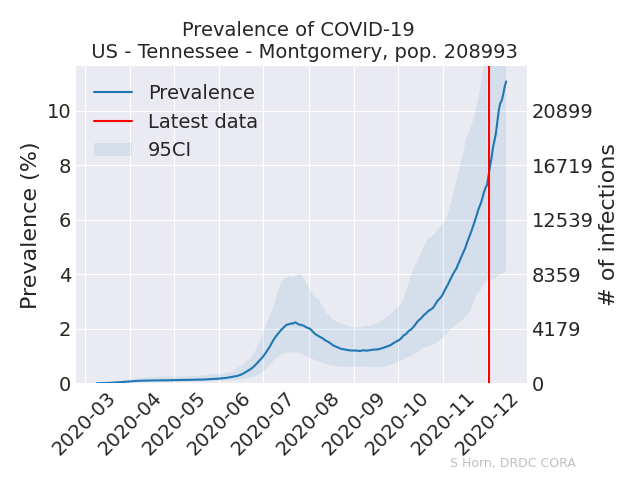 Prevalence of COVID-19
US - Tennessee - Montgomery, pop. 208993
Prevalence
Latest data
95CI
Prevalence (%)
10
8
6
4
2
0
20899
16719
12539
8359
4179
0
# of infections
2020-03
2020-04
2020-05
2020-06
2020-07
2020-08
2020-09
2020-10
2020-11
2020-12
S Horn, DRDC CORA